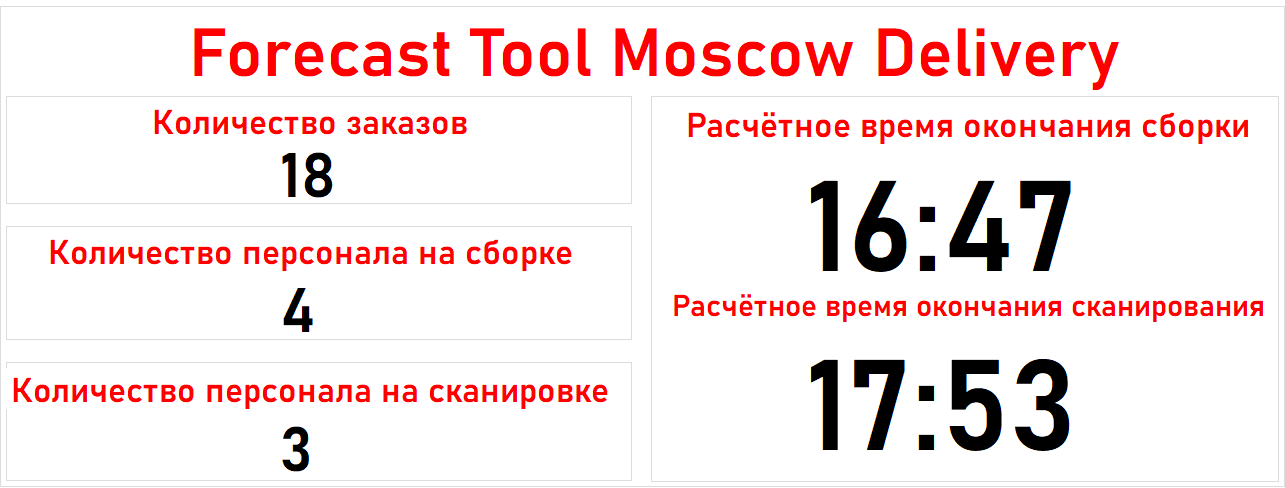 Forecast Tool Moscow Delivery
Количество заказов
18
Количество персонала на сборке
4
Количество персонала на сканировке
3
Расчётное время окончания сборки
16:47
Расчётное время окончания сканирования
17:53